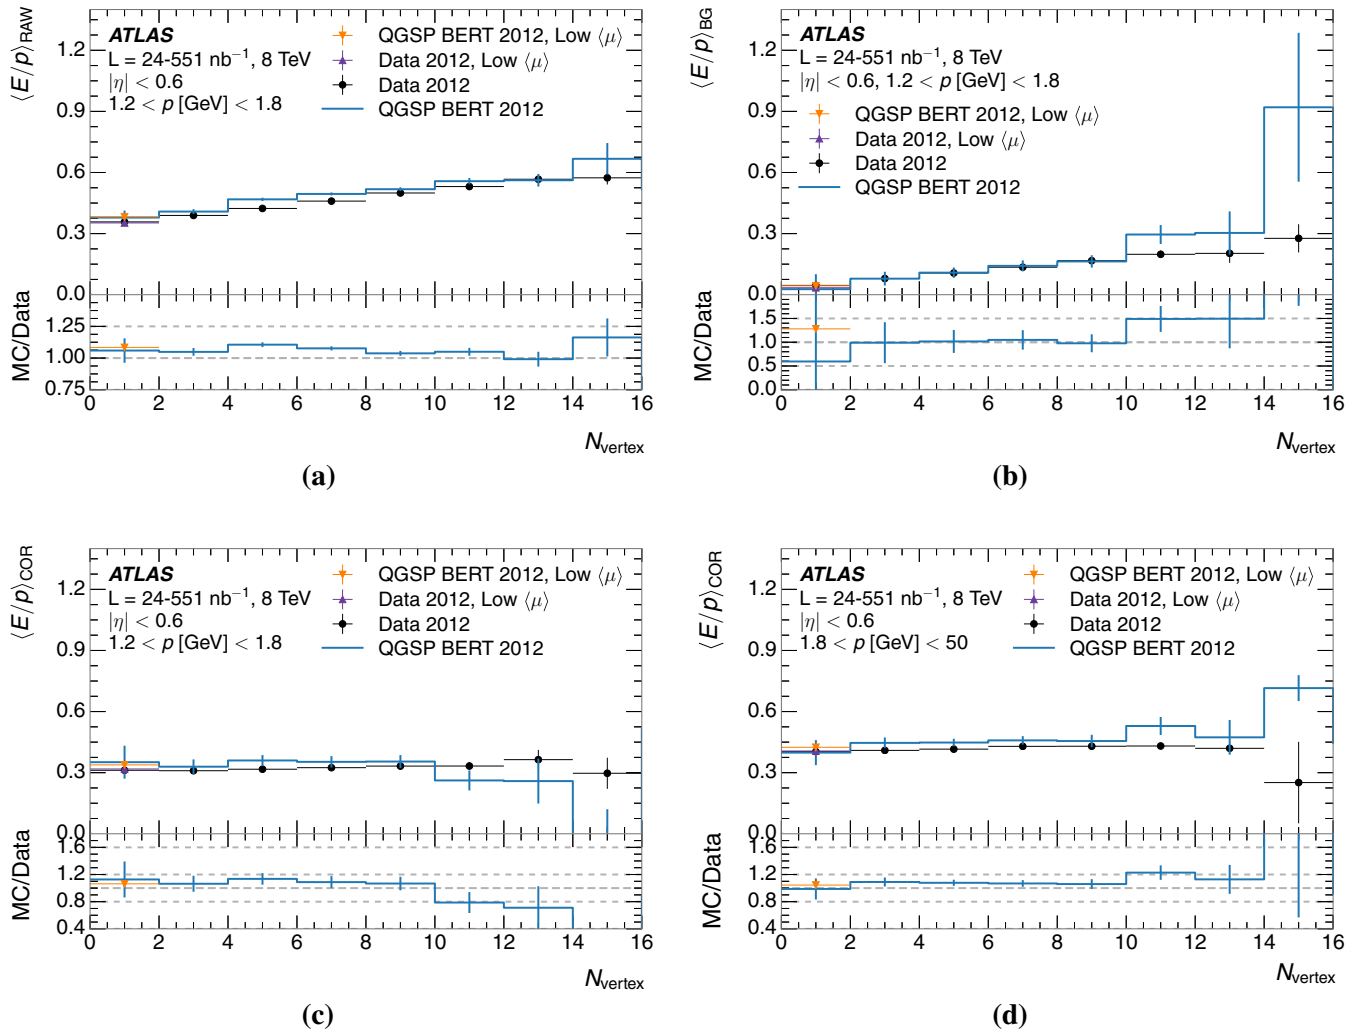 ⟨E/p⟩RAW
1.2
0.9
0.6
0.3
0.0
ATLAS
L = 24-551 nb⁻¹, 8 TeV
|η| < 0.6
1.2 < p [GeV] < 1.8
QGSP BERT 2012, Low ⟨μ⟩
Data 2012, Low ⟨μ⟩
Data 2012
QGSP BERT 2012
MC/Data
1.25
1.00
0.75
0 2 4 6 8 10 12 14 16
Nvertex
(a)
⟨E/p⟩BG
1.2
0.9
0.6
0.3
0.0
ATLAS
L = 24-551 nb⁻¹, 8 TeV
|η| < 0.6, 1.2 < p [GeV] < 1.8
QGSP BERT 2012, Low ⟨μ⟩
Data 2012, Low ⟨μ⟩
Data 2012
QGSP BERT 2012
MC/Data
1.5
1.0
0.5
0.0
0 2 4 6 8 10 12 14 16
Nvertex
(b)
⟨E/p⟩COR
1.2
0.9
0.6
0.3
0.0
ATLAS
L = 24-551 nb⁻¹, 8 TeV
|η| < 0.6
1.2 < p [GeV] < 1.8
QGSP BERT 2012, Low ⟨μ⟩
Data 2012, Low ⟨μ⟩
Data 2012
QGSP BERT 2012
MC/Data
1.6
1.2
0.8
0.4
0 2 4 6 8 10 12 14 16
Nvertex
(c)
⟨E/p⟩COR
1.2
0.9
0.6
0.3
0.0
ATLAS
L = 24-551 nb⁻¹, 8 TeV
|η| < 0.6
1.8 < p [GeV] < 50
QGSP BERT 2012, Low ⟨μ⟩
Data 2012, Low ⟨μ⟩
Data 2012
QGSP BERT 2012
MC/Data
1.6
1.2
0.8
0.4
0 2 4 6 8 10 12 14 16
Nvertex
(d)